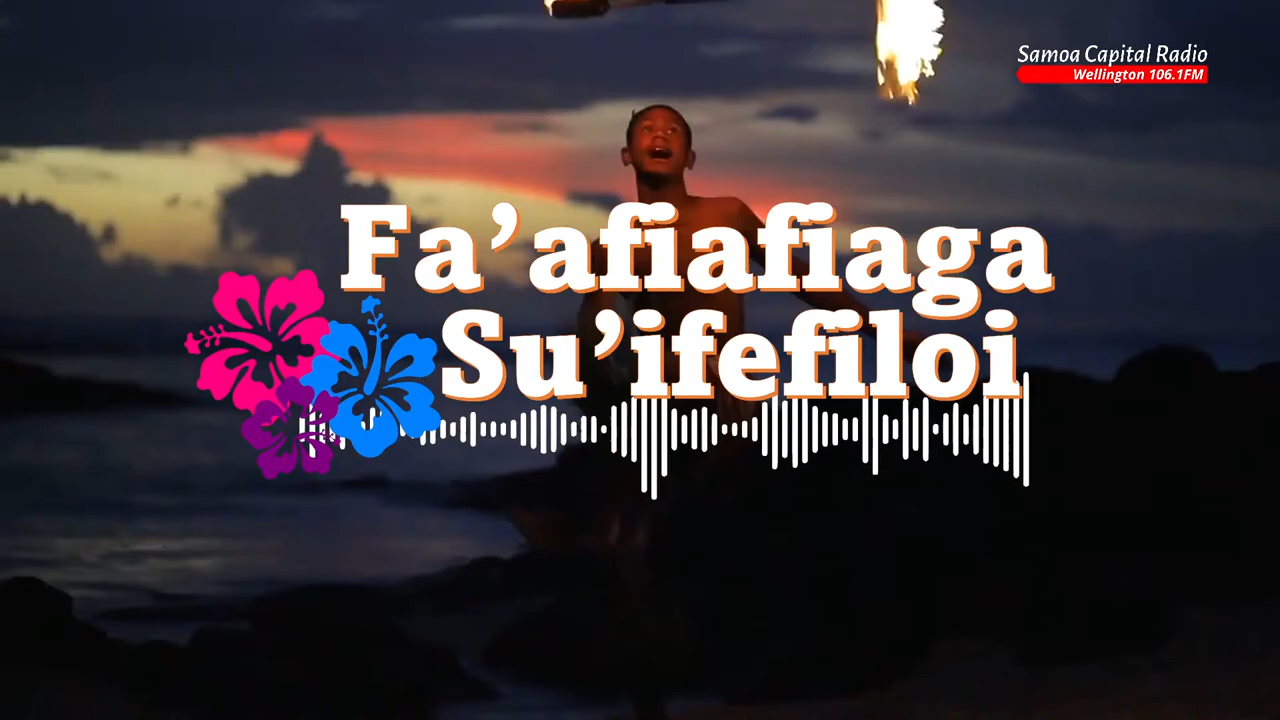 Samoa Capital Radio
Wellington 106.1FM
Fa’afiafiaga
Su’ifefiloi